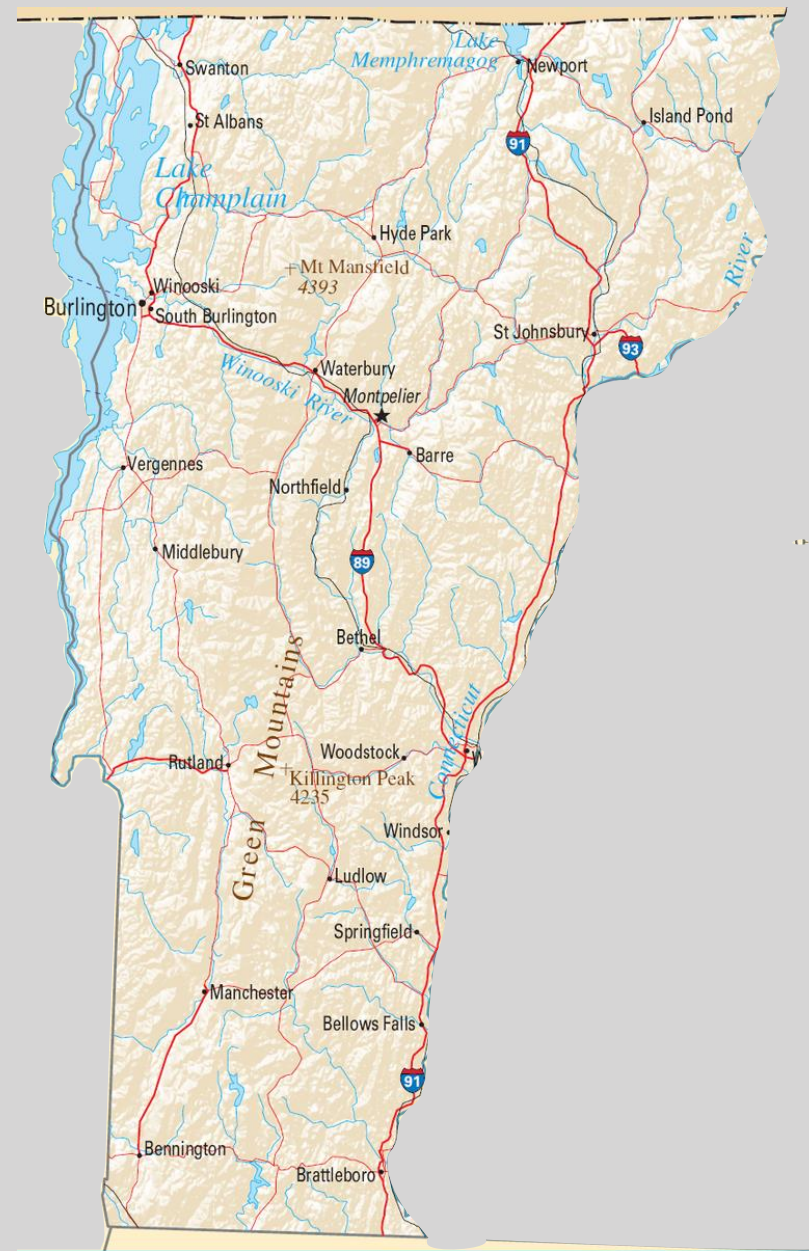 Lake
Memphremagog
Newport
Swanton
St Albans
Island Pond
91
Lake
Champlain
Hyde Park
Mt Mansfield
4393
River
Winooski
Burlington
South Burlington
St Johnsbury
93
Winooski River
Waterbury
Montpelier
Barre
Vergennes
Northfield
Middlebury
89
Bethel
Green Mountains
Connecticut
Rutland
Woodstock
W
Killington Peak
4235
Windsor
Ludlow
Springfield
Manchester
Bellows Falls
91
Bennington
Brattleboro